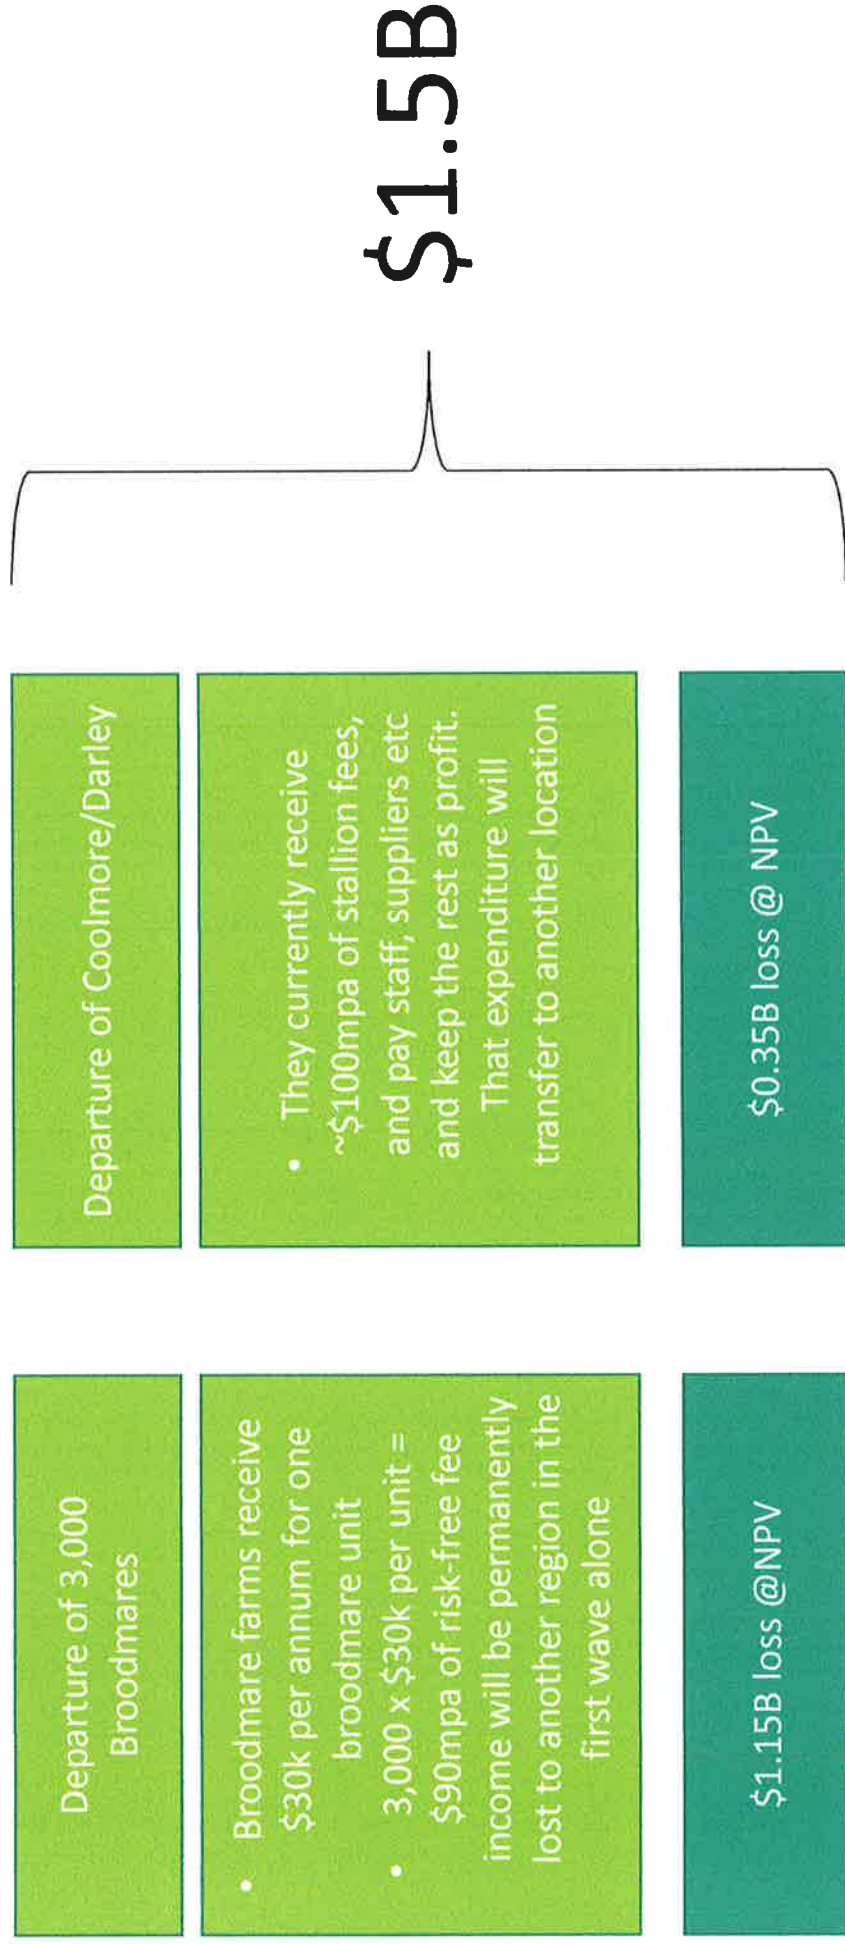 Departure of 3,000
Broodmares
• Broodmare farms receive
$30k per annum for one
broodmare unit
• 3,000 x $30k per unit =
$90mpa of risk-free fee
income will be permanently
lost to another region in the
first wave alone
$1.15B loss @NPV
Departure of Coolmore/Darley
• They currently receive
~$100mpa of stallion fees,
and pay staff, suppliers etc
and keep the rest as profit.
That expenditure will
transfer to another location
$0.35B loss @ NPV
$1.5B